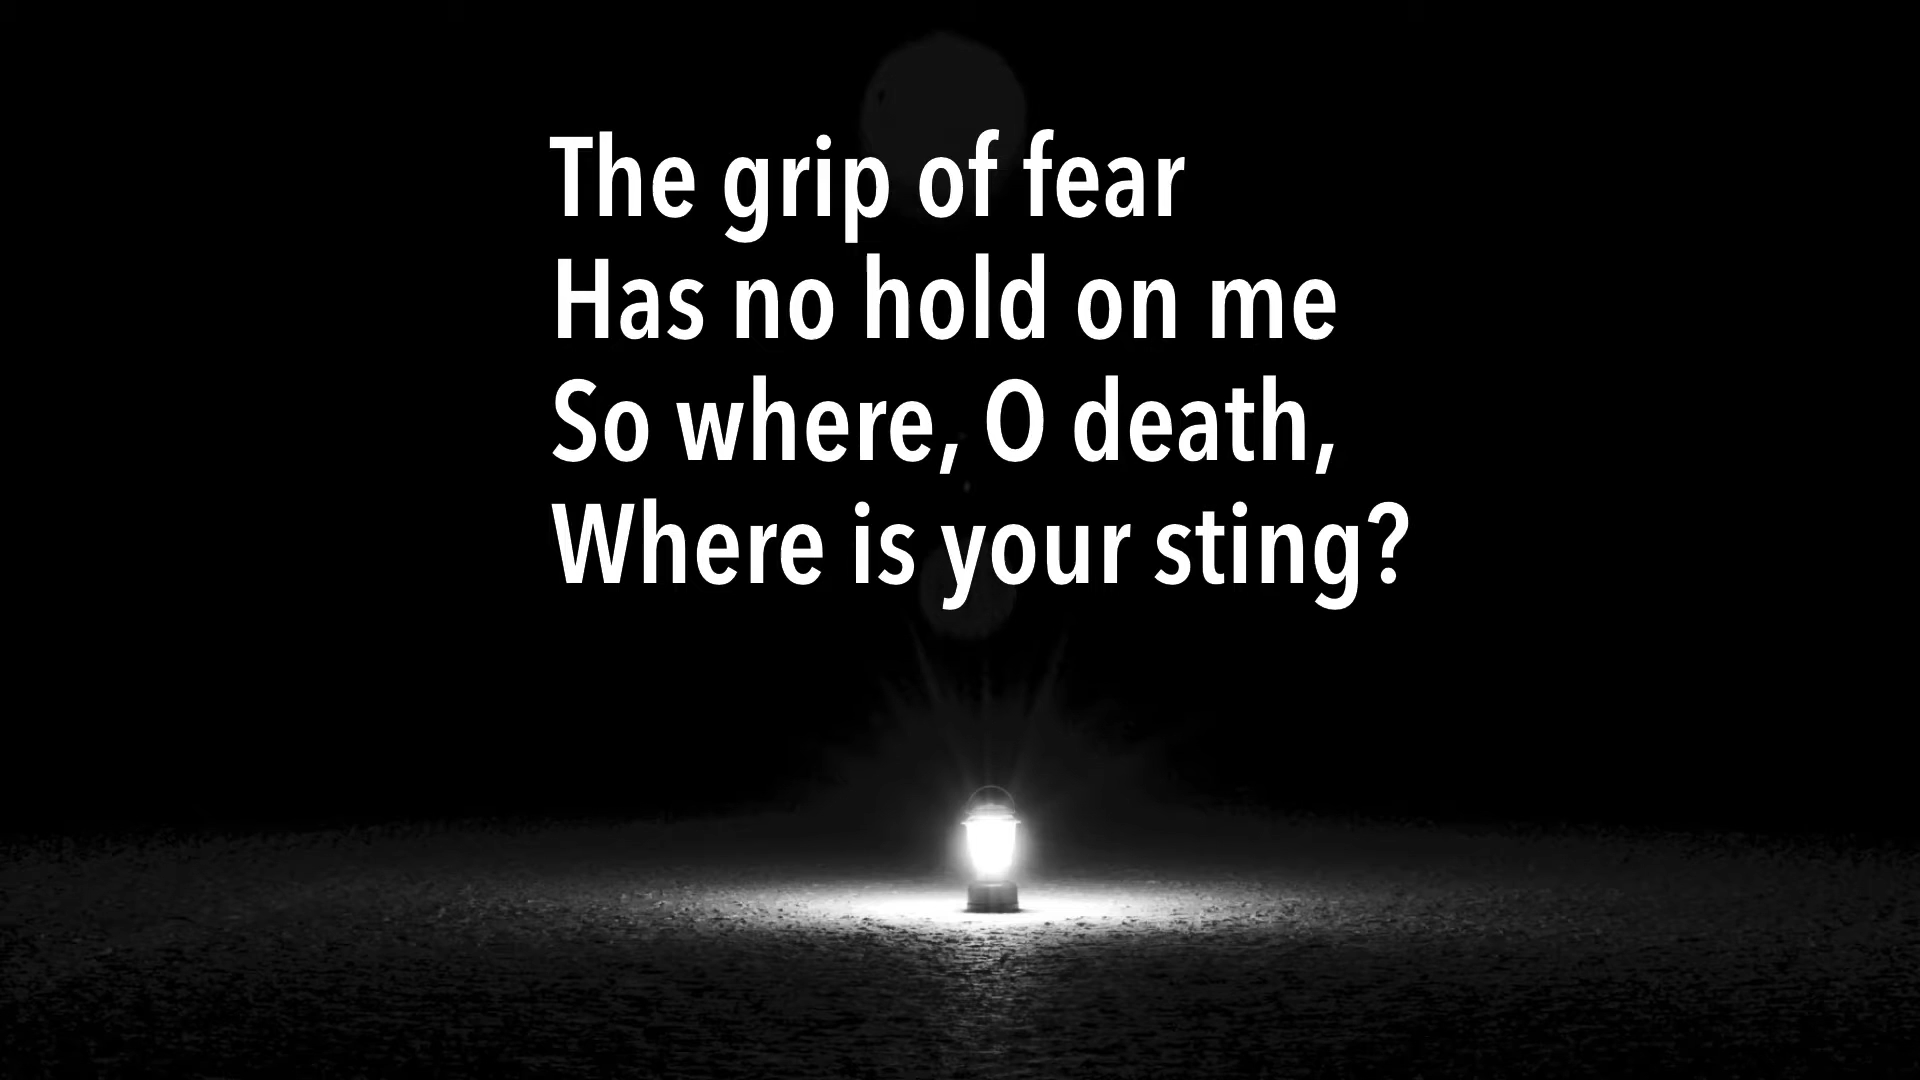 The grip of fear
Has no hold on me
So where, O death,
Where is your sting?